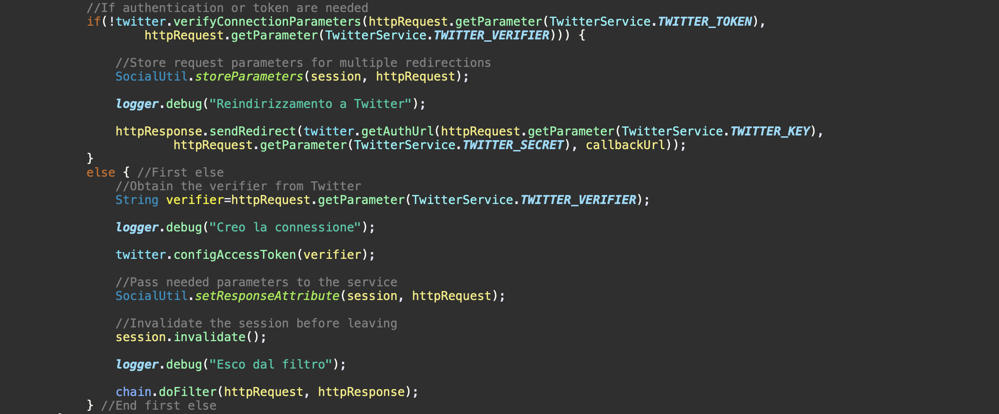 //If authentication or token are needed
if(!twitter.verifyConnectionParameters(httpRequest.getParameter(TwitterService.TWITTER_TOKEN),
httpRequest.getParameter(TwitterService.TWITTER_VERIFIER))) {
//Store request parameters for multiple redirections
SocialUtil.storeParameters(session, httpRequest);
logger.debug("Reindirizzamento a Twitter");
httpResponse.sendRedirect(twitter.getAuthUrl(httpRequest.getParameter(TwitterService.TWITTER_KEY),
httpRequest.getParameter(TwitterService.TWITTER_SECRET), callbackUrl));
}
else { //First else
//Obtain the verifier from Twitter
String verifier=httpRequest.getParameter(TwitterService.TWITTER_VERIFIER);
logger.debug("Creo la connessione");
twitter.configAccessToken(verifier);
//Pass needed parameters to the service
SocialUtil.setResponseAttribute(session, httpRequest);
//Invalidate the session before leaving
session.invalidate();
logger.debug("Esco dal filtro");
chain.doFilter(httpRequest, httpResponse);
} //End first else